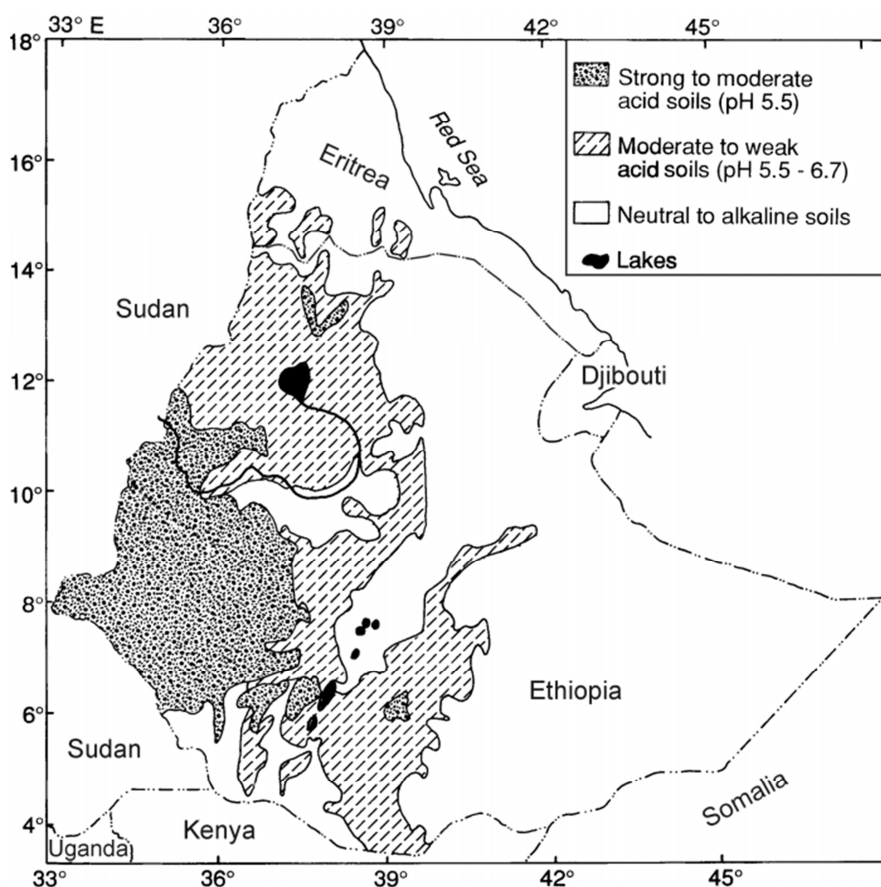 33° E 36° 39° 42° 45°
18°
16°
14°
12°
10°
8°
6°
4°
Strong to moderate
acid soils (pH 5.5)
Moderate to weak
acid soils (pH 5.5 - 6.7)
Neutral to alkaline soils
Lakes
Red Sea
Eritrea
Sudan
Djibouti
Ethiopia
Sudan
Somalia
Kenya
Uganda
33° 36° 39° 42° 45°